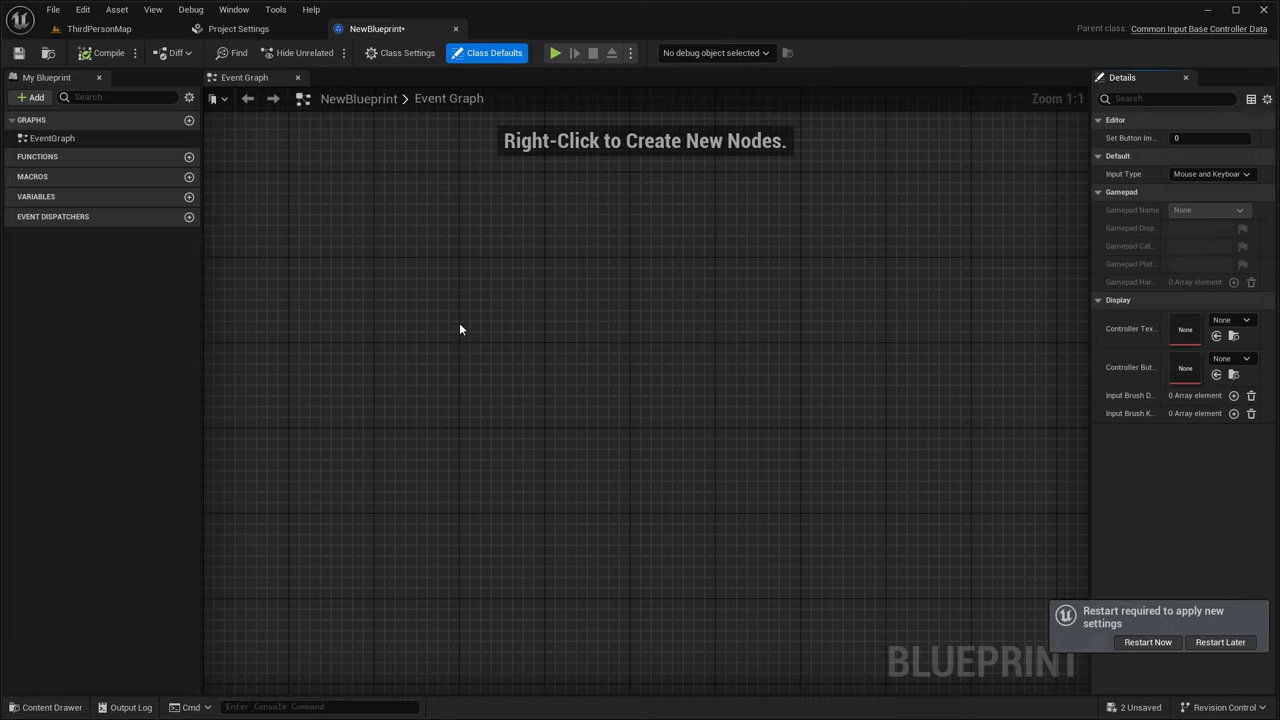 File Edit Asset View Debug Window Tools Help
ThirdPersonMap Project Settings NewBlueprint•
Parent class: Common Input Base Controller Data
Compile Diff Find Hide Unrelated Class Settings Class Defaults No debug object selected
My Blueprint
Add Search
GRAPHS
EventGraph
FUNCTIONS
MACROS
VARIABLES
EVENT DISPATCHERS
Event Graph
NewBlueprint > Event Graph
Zoom 1:1
Right-Click to Create New Nodes.
BLUEPRINT
Details
Search
Editor
Set Button Im... 0
Default
Input Type Mouse and Keyboar
Gamepad
Gamepad Name None
Gamepad Disp...
Gamepad Cat...
Gamepad Plat...
Gamepad Har... 0 Array element
Display
Controller Tex... None None
Controller But... None None
Input Brush D... 0 Array element
Input Brush K... 0 Array element
Restart required to apply new
settings
Restart Now Restart Later
Content Drawer Output Log Cmd Enter Console Command 2 Unsaved Revision Control